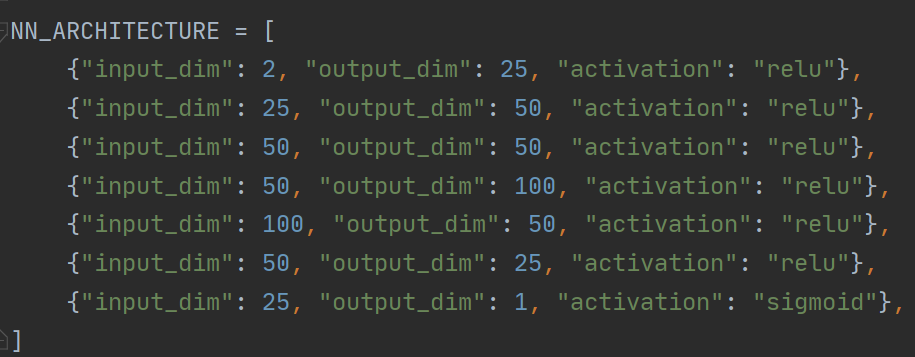 NN_ARCHITECTURE = [
    {"input_dim": 2, "output_dim": 25, "activation": "relu"},
    {"input_dim": 25, "output_dim": 50, "activation": "relu"},
    {"input_dim": 50, "output_dim": 50, "activation": "relu"},
    {"input_dim": 50, "output_dim": 100, "activation": "relu"},
    {"input_dim": 100, "output_dim": 50, "activation": "relu"},
    {"input_dim": 50, "output_dim": 25, "activation": "relu"},
    {"input_dim": 25, "output_dim": 1, "activation": "sigmoid"},
]